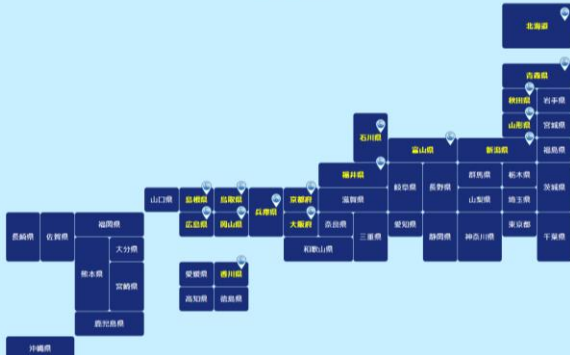 北海道
青森県
秋田県 岩手県
石川県 山形県 宮城県
富山県 新潟県 福島県
福井県 岐阜県 長野県 群馬県 栃木県 茨城県
山口県 島根県 鳥取県 兵庫県 京都府 滋賀県 山梨県 埼玉県
広島県 岡山県 大阪府 奈良県 三重県 愛知県 静岡県 神奈川県 東京都 千葉県
長崎県 佐賀県 福岡県 和歌山県
大分県
熊本県 愛媛県 香川県
宮崎県 高知県 徳島県
鹿児島県
沖縄県